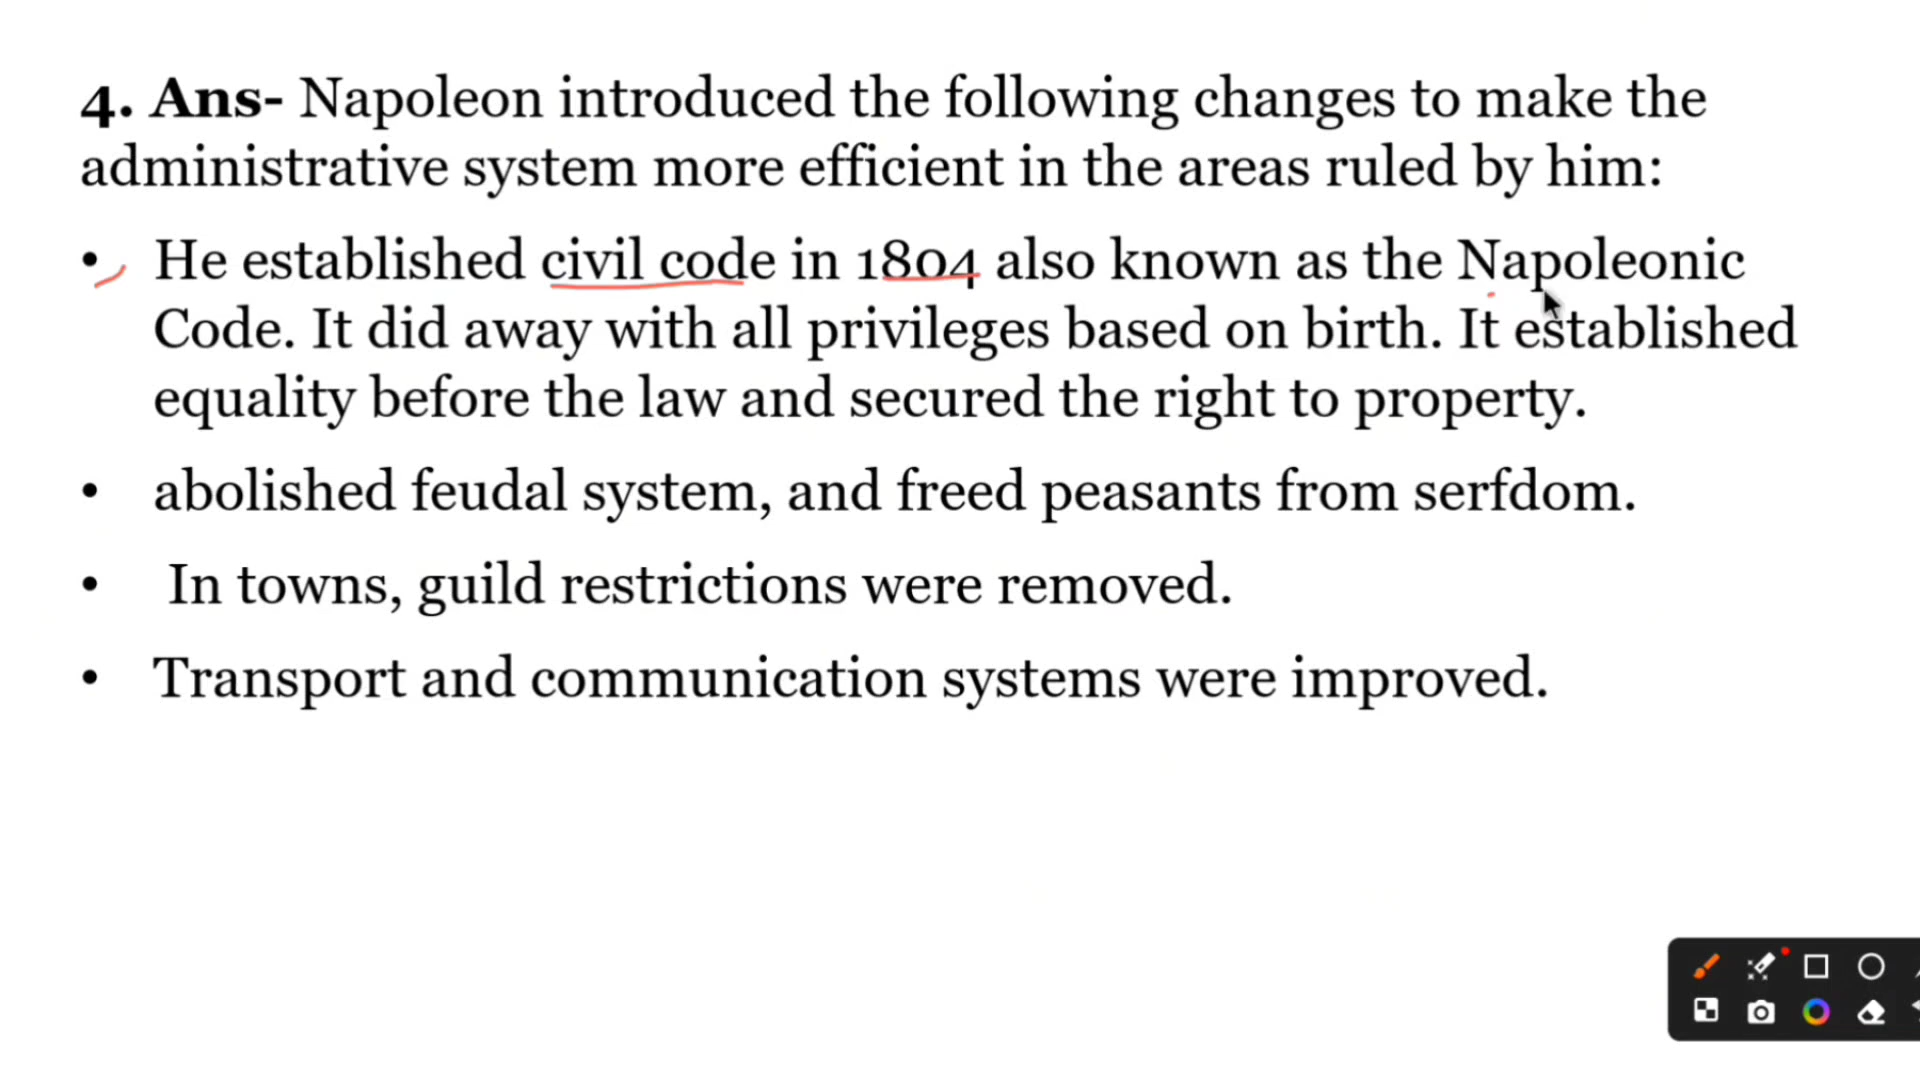 4. Ans- Napoleon introduced the following changes to make the
administrative system more efficient in the areas ruled by him:
• He established civil code in 1804 also known as the Napoleonic
Code. It did away with all privileges based on birth. It established
equality before the law and secured the right to property.
• abolished feudal system, and freed peasants from serfdom.
• In towns, guild restrictions were removed.
• Transport and communication systems were improved.